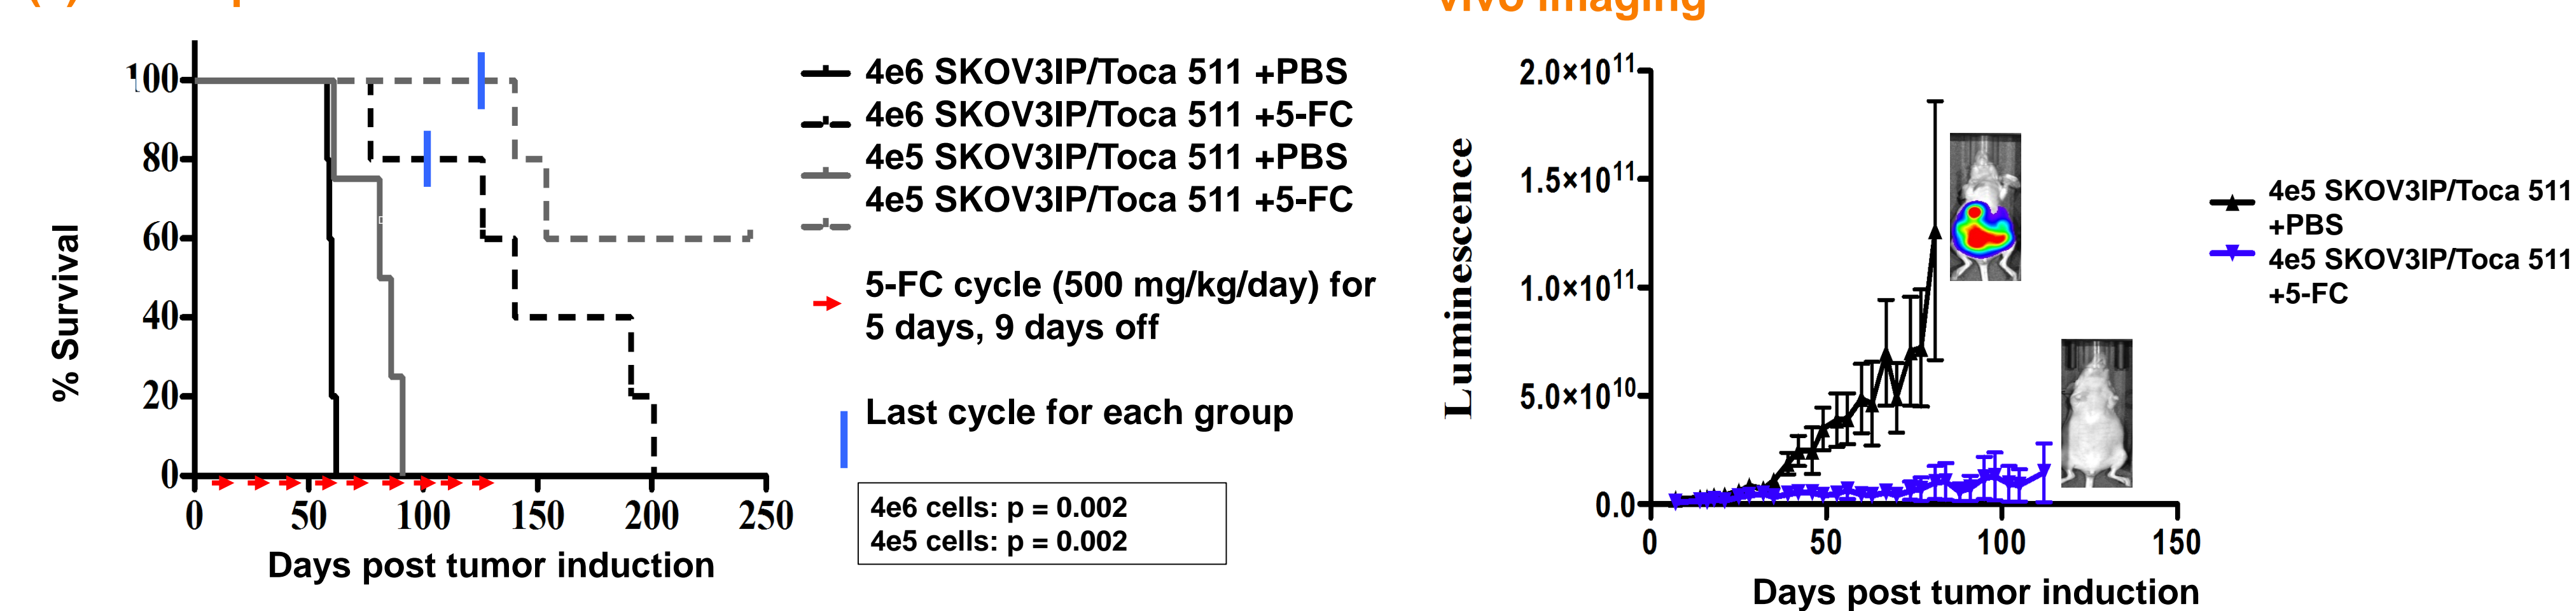 vivo imaging
100
80
60
40
20
0
% Survival
0 50 100 150 200 250
Days post tumor induction
4e6 SKOV3IP/Toca 511 +PBS
4e6 SKOV3IP/Toca 511 +5-FC
4e5 SKOV3IP/Toca 511 +PBS
4e5 SKOV3IP/Toca 511 +5-FC
5-FC cycle (500 mg/kg/day) for
5 days, 9 days off
Last cycle for each group
4e6 cells: p = 0.002
4e5 cells: p = 0.002
2.0×10¹¹
1.5×10¹¹
1.0×10¹¹
5.0×10¹⁰
0.0
Luminescence
0 50 100 150
Days post tumor induction
4e5 SKOV3IP/Toca 511
+PBS
4e5 SKOV3IP/Toca 511
+5-FC